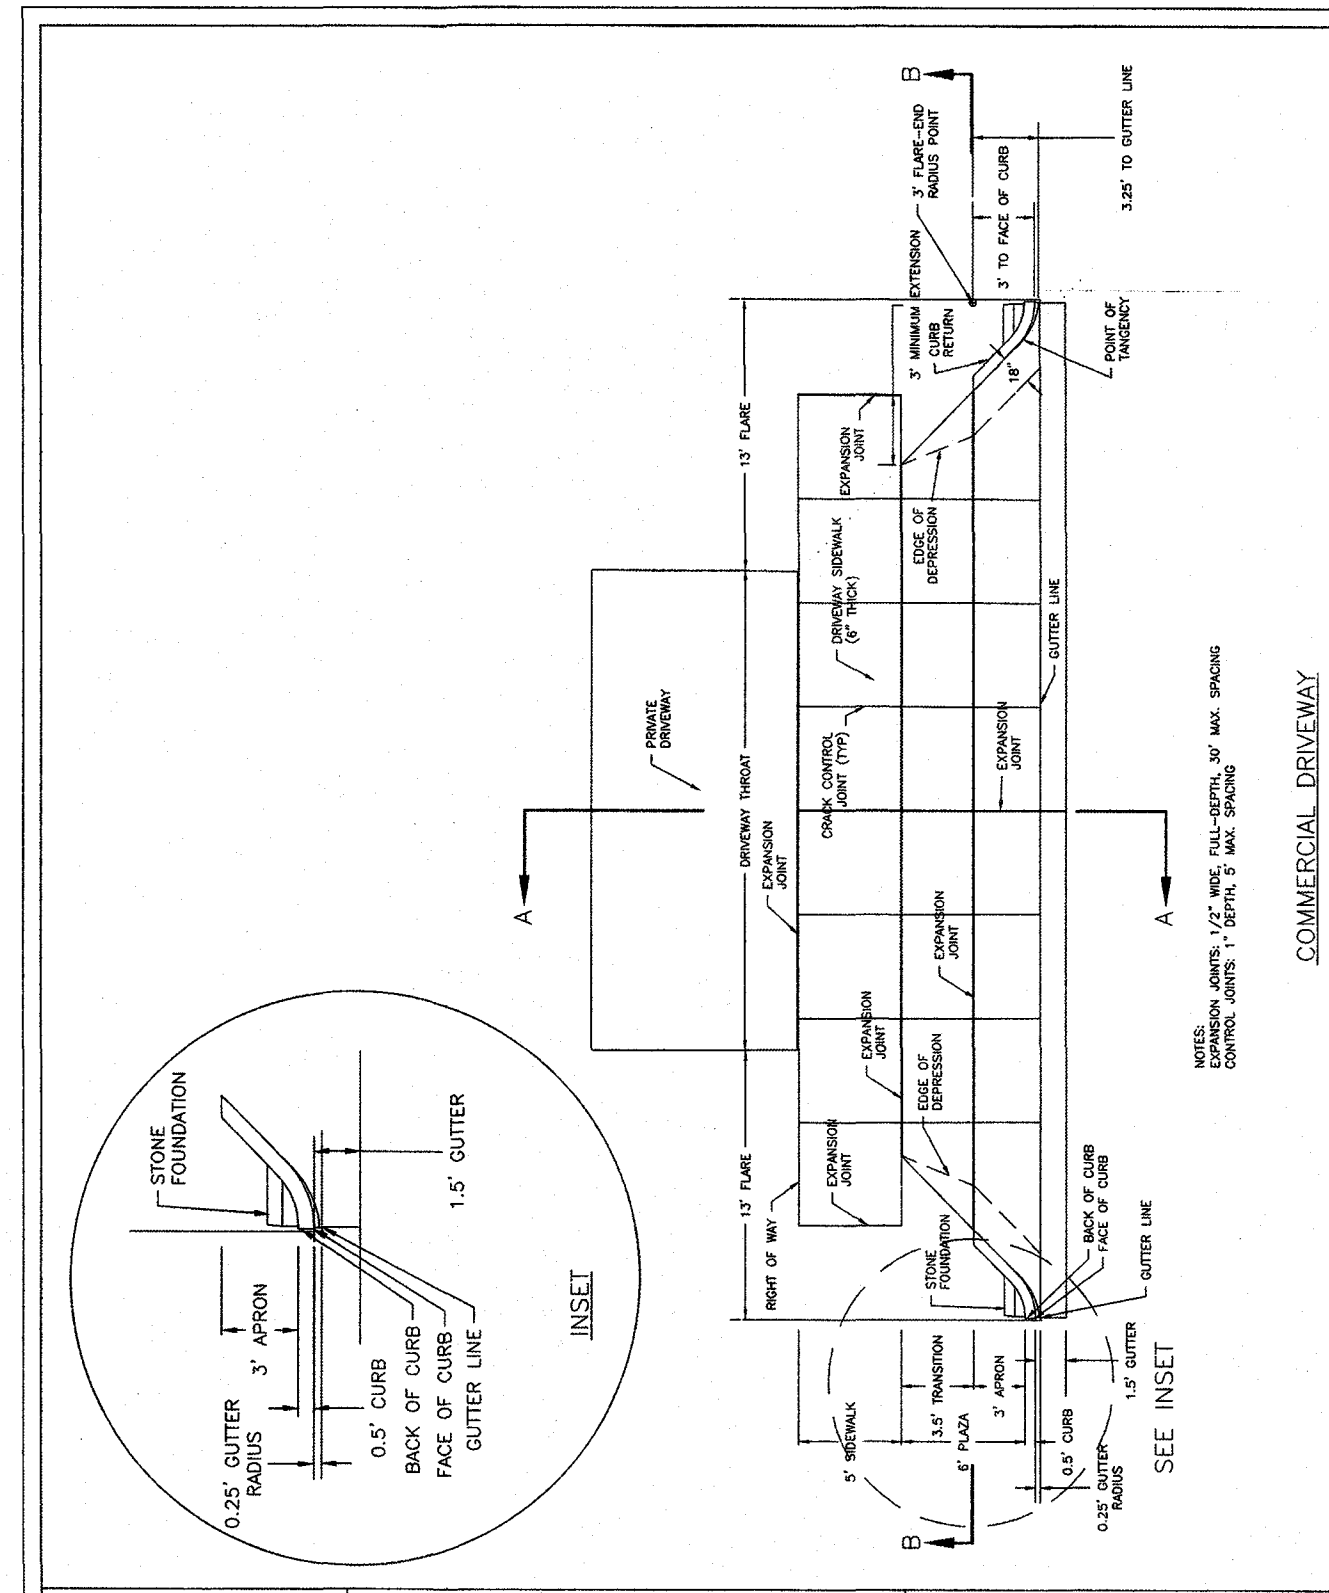 STONE
FOUNDATION
1.5' GUTTER
0.25' GUTTER
RADIUS
3' APRON
0.5' CURB
BACK OF CURB
FACE OF CURB
GUTTER LINE
INSET
PRIVATE
DRIVEWAY
A
13' FLARE
DRIVEWAY THROAT
13' FLARE
RIGHT OF WAY
EXPANSION
JOINT
EXPANSION
JOINT
EXPANSION
JOINT
EXPANSION
JOINT
EXPANSION
JOINT
EXPANSION
JOINT
CRACK CONTROL
JOINT (TYP)
DRIVEWAY SIDEWALK
(6" THICK)
EDGE OF
DEPRESSION
EDGE OF
DEPRESSION
3' MINIMUM EXTENSION
CURB
RETURN
3' FLARE-END
RADIUS POINT
B
3' TO FACE OF CURB
3.25' TO GUTTER LINE
18"
POINT OF
TANGENCY
GUTTER LINE
STONE
FOUNDATION
BACK OF CURB
FACE OF CURB
GUTTER LINE
B
5' SIDEWALK
3.5' TRANSITION
6' PLAZA
3' APRON
0.5' CURB
0.25' GUTTER
RADIUS
1.5' GUTTER
SEE INSET
A
NOTES:
EXPANSION JOINTS: 1/2" WIDE, FULL-DEPTH, 30' MAX. SPACING
CONTROL JOINTS: 1" DEPTH, 5' MAX. SPACING
COMMERCIAL DRIVEWAY